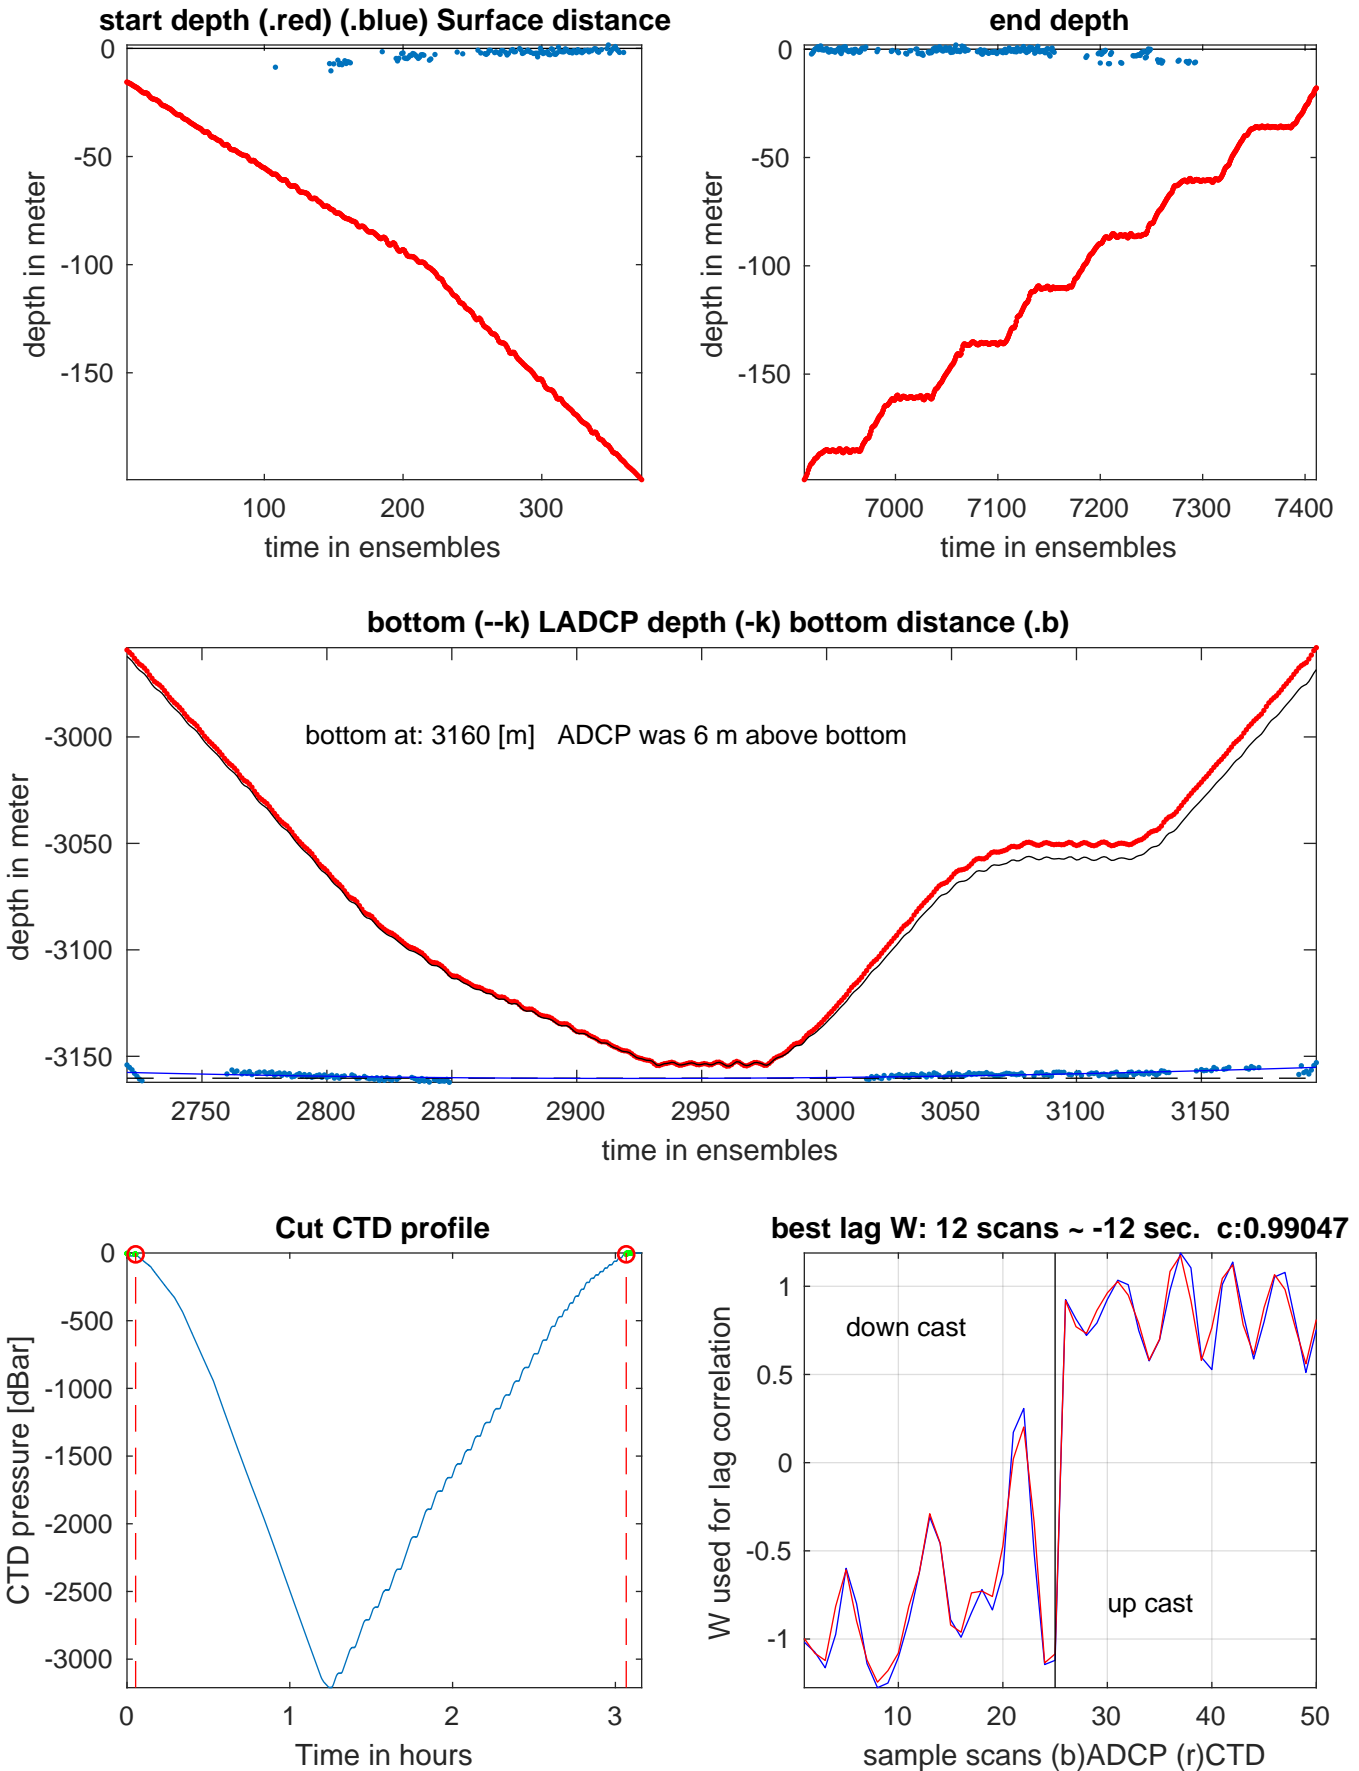 start depth (.red) (.blue) Surface distance
0
-50
-100
-150
depth in meter
100
200
300
time in ensembles
end depth
0
-50
-100
-150
depth in meter
7000
7100
7200
7300
7400
time in ensembles
bottom (--k) LADCP depth (-k) bottom distance (.b)
bottom at: 3160 [m]   ADCP was 6 m above bottom
-3000
-3050
-3100
-3150
depth in meter
2750
2800
2850
2900
2950
3000
3050
3100
3150
time in ensembles
Cut CTD profile
0
-500
-1000
-1500
-2000
-2500
-3000
CTD pressure [dBar]
0
1
2
3
Time in hours
best lag W: 12 scans ~ -12 sec.  c:0.99047
1
0.5
0
-0.5
-1
W used for lag correlation
down cast
up cast
10
20
30
40
50
sample scans (b)ADCP (r)CTD